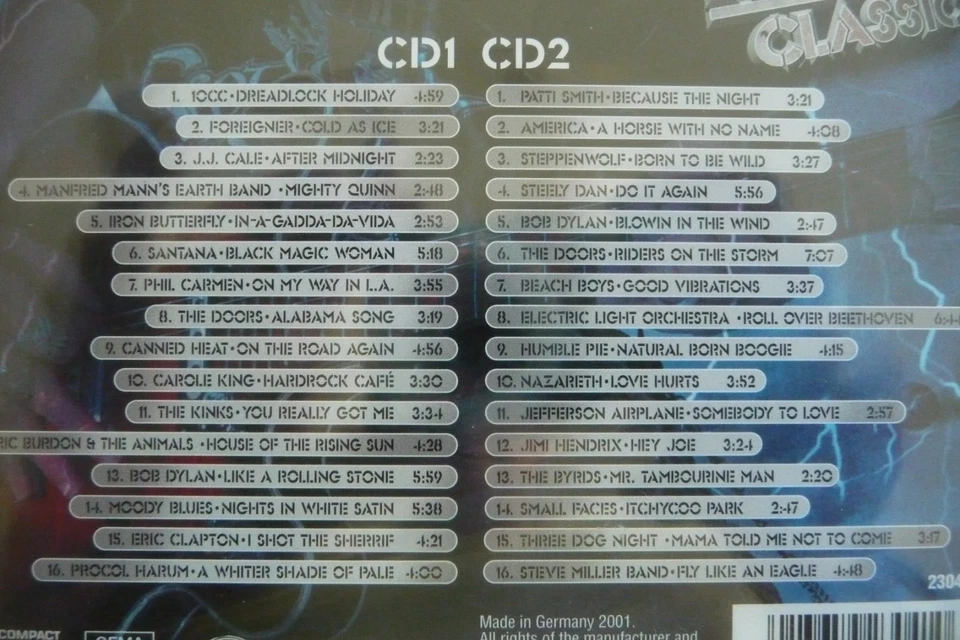 CLASSIC
CD1 CD2
1. 10CC•DREADLOCK HOLIDAY 4:59
2. FOREIGNER•COLD AS ICE 3:21
3. J.J. CALE•AFTER MIDNIGHT 2:23
4. MANFRED MANN'S EARTH BAND •MIGHTY QUINN 2:48
5. IRON BUTTERFLY•IN-A-GADDA-DA-VIDA 2:53
6. SANTANA•BLACK MAGIC WOMAN 5:18
7. PHIL CARMEN•ON MY WAY IN L.A. 3:55
8. THE DOORS•ALABAMA SONG 3:19
9. CANNED HEAT•ON THE ROAD AGAIN 4:56
10. CAROLE KING•HARDROCK CAFÉ 3:30
11. THE KINKS•YOU REALLY GOT ME 3:34
RIC BURDON & THE ANIMALS •HOUSE OF THE RISING SUN 4:28
13. BOB DYLAN•LIKE A ROLLING STONE 5:59
14. MOODY BLUES•NIGHTS IN WHITE SATIN 5:38
15. ERIC CLAPTON•I SHOT THE SHERRIF 4:21
16. PROCOL HARUM•A WHITER SHADE OF PALE 4:00
1. PATTI SMITH•BECAUSE THE NIGHT 3:21
2. AMERICA•A HORSE WITH NO NAME 4:08
3. STEPPENWOLF•BORN TO BE WILD 3:27
4. STEELY DAN•DO IT AGAIN 5:56
5. BOB DYLAN•BLOWIN IN THE WIND 2:47
6. THE DOORS•RIDERS ON THE STORM 7:07
7. BEACH BOYS•GOOD VIBRATIONS 3:37
8. ELECTRIC LIGHT ORCHESTRA •ROLL OVER BEETHOVEN
9. HUMBLE PIE•NATURAL BORN BOOGIE 4:15
10. NAZARETH•LOVE HURTS 3:52
11. JEFFERSON AIRPLANE•SOMEBODY TO LOVE 2:57
12. JIMI HENDRIX•HEY JOE 3:24
13. THE BYRDS•MR. TAMBOURINE MAN 2:20
14. SMALL FACES•ITCHYCOO PARK 2:47
15. THREE DOG NIGHT •MAMA TOLD ME NOT TO COME 3:17
16. STEVE MILLER BAND•FLY LIKE AN EAGLE 4:48
2304
COMPACT
GEMA
Made in Germany 2001.
All rights of the manufacturer and